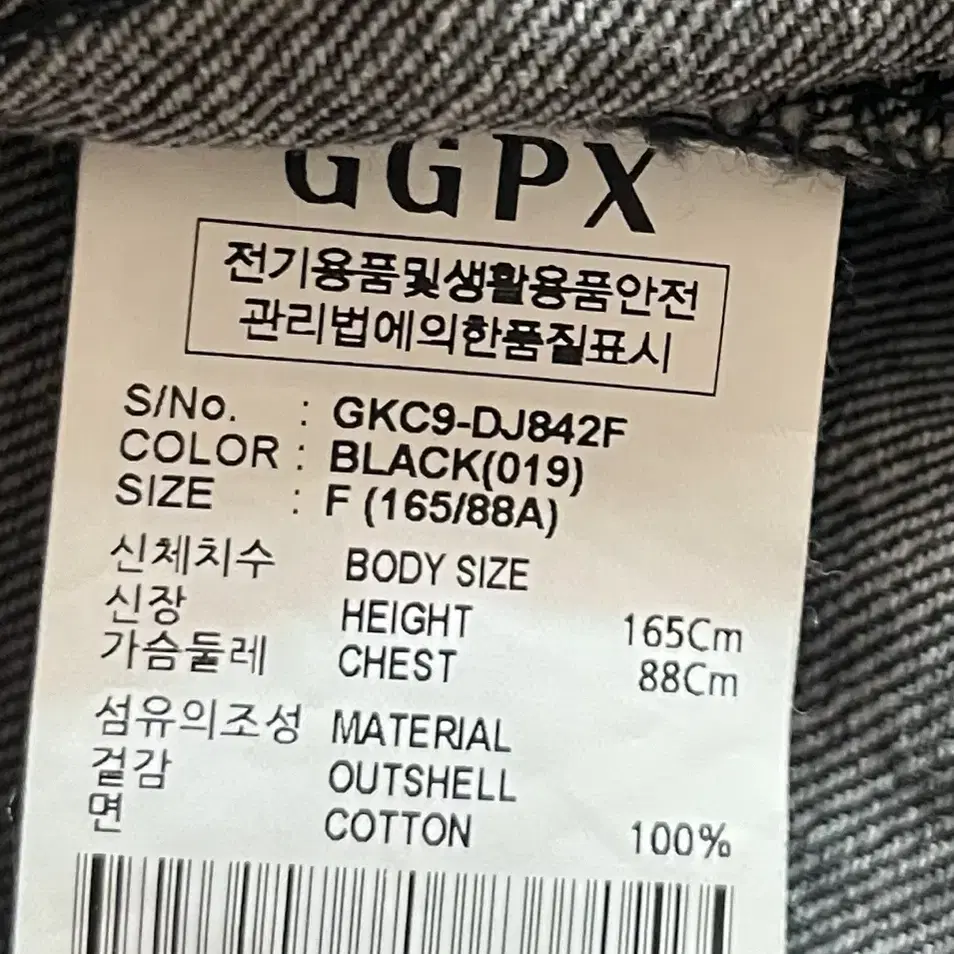 GGPX
전기용품및생활용품안전
관리법에의한품질표시
S/No. : GKC9-DJ842F
COLOR : BLACK(019)
SIZE : F (165/88A)
신체치수 BODY SIZE
신장 HEIGHT 165Cm
가슴둘레 CHEST 88Cm
섬유의조성 MATERIAL
겉감 OUTSHELL
면 COTTON 100%